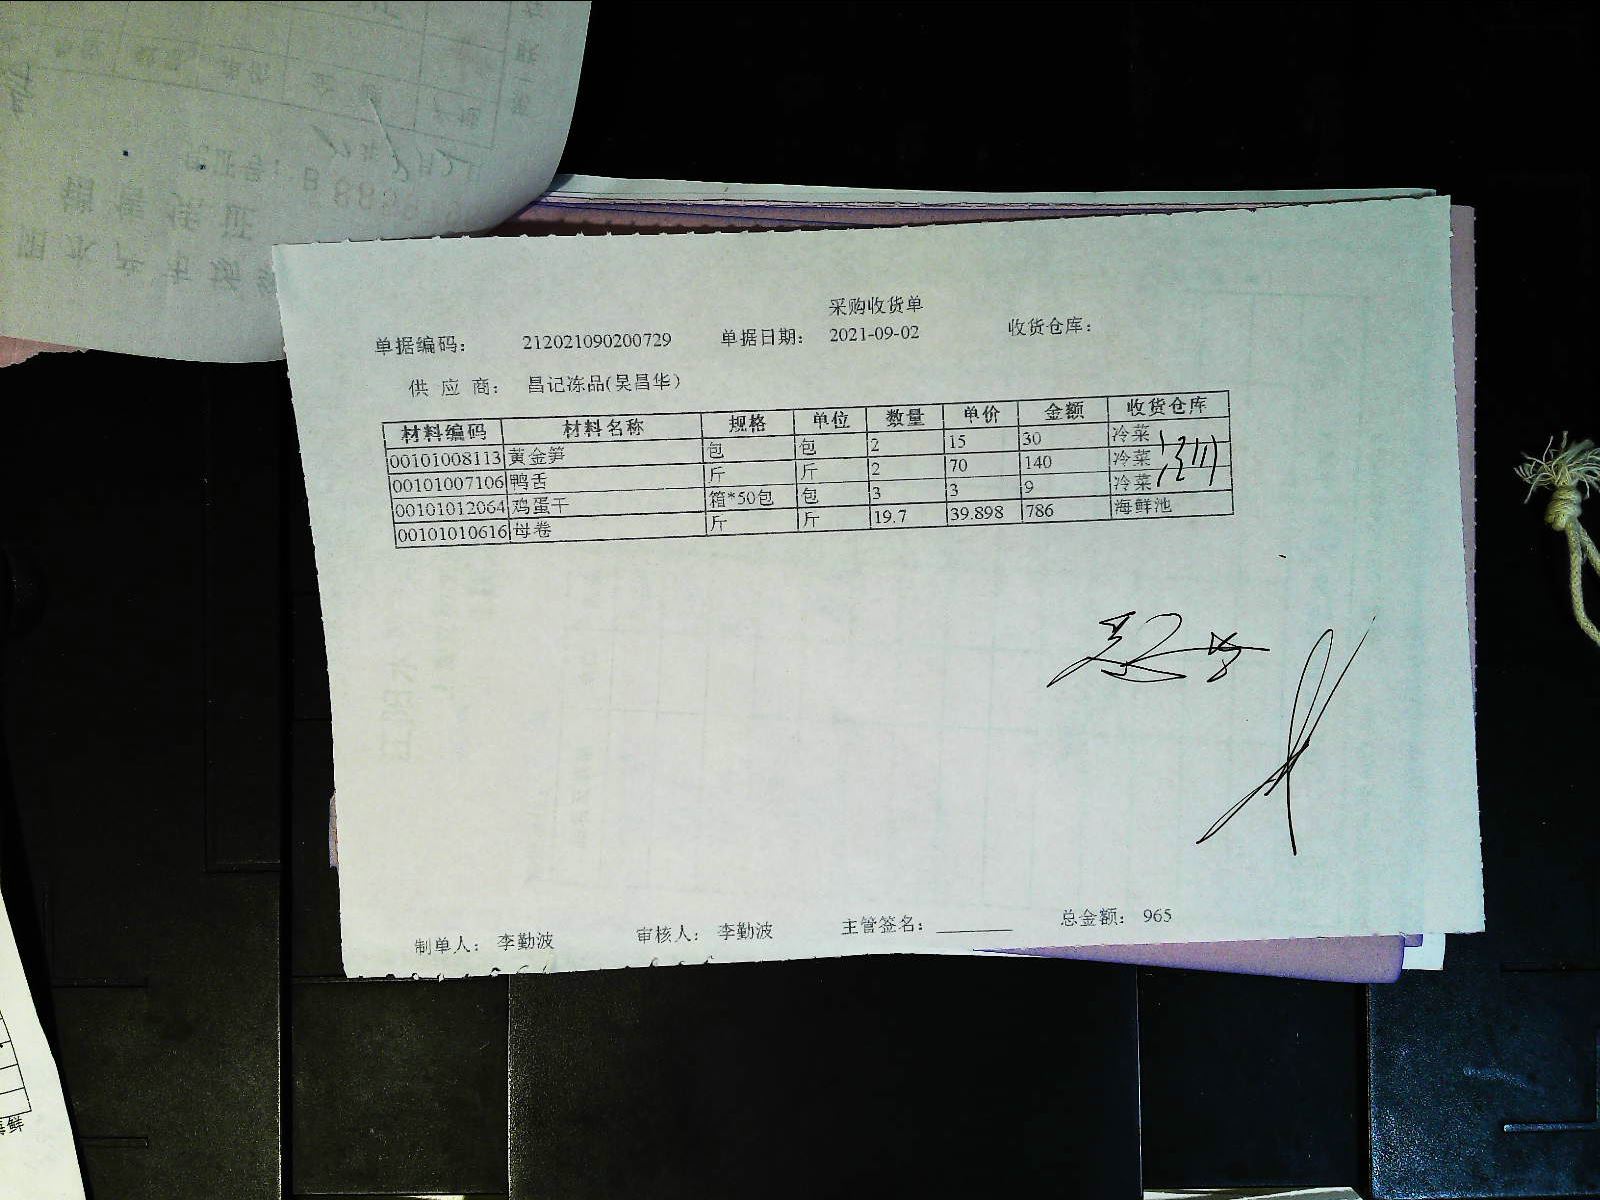 采购收货单
单据编码： 212021090200729 单据日期： 2021-09-02 收货仓库：
供 应 商： 昌记冻品(吴昌华)
材料编码 材料名称 规格 单位 数量 单价 金额 收货仓库
00101008113 黄金笋 包 包 2 15 30 冷菜
00101007106 鸭舌 斤 斤 2 70 140 冷菜
00101012064 鸡蛋干 箱*50包 包 3 3 9 冷菜
00101010616 母卷 斤 斤 19.7 39.898 786 海鲜池
制单人： 李勤波 审核人： 李勤波 主管签名： 总金额： 965